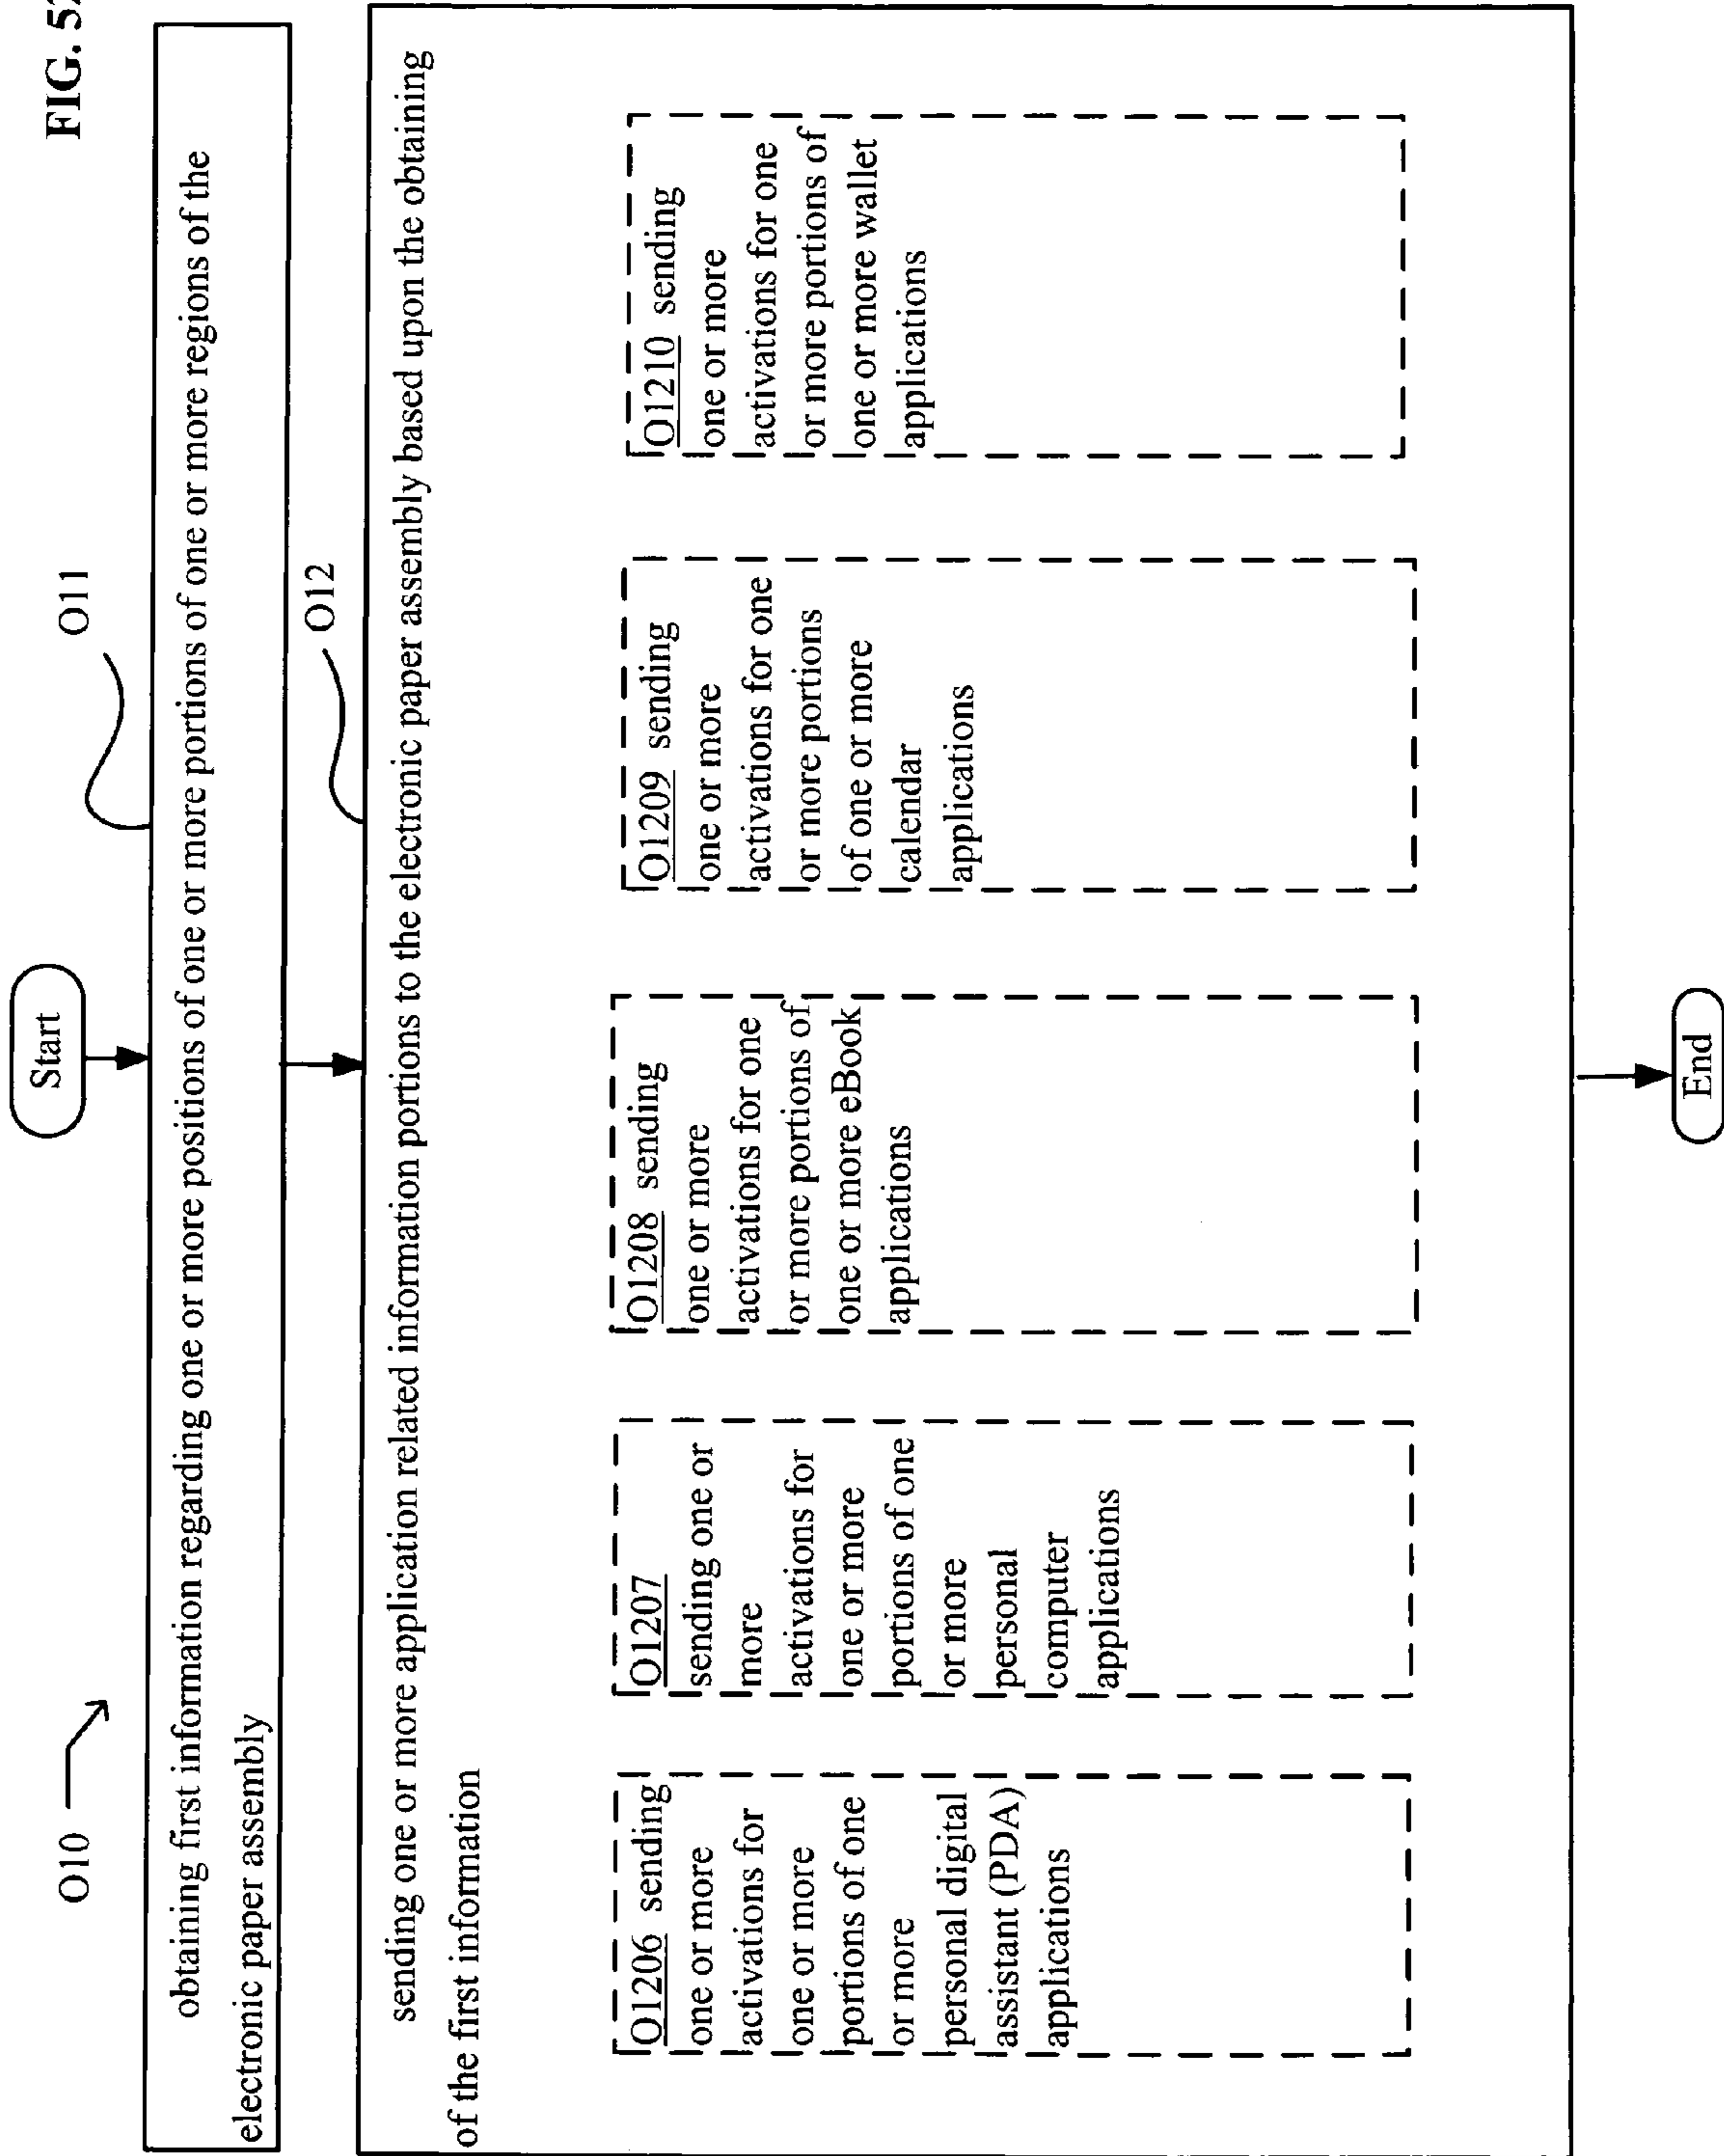 FIG. 52
Start
O10
O11
obtaining first information regarding one or more positions of one or more portions of one or more regions of the
electronic paper assembly
O12
sending one or more application related information portions to the electronic paper assembly based upon the obtaining
of the first information
O1206 sending
one or more
activations for
one or more
portions of one
or more
personal digital
assistant (PDA)
applications
O1207
sending one or
more
activations for
one or more
portions of one
or more
personal
computer
applications
O1208 sending
one or more
activations for one
or more portions of
one or more eBook
applications
O1209 sending
one or more
activations for one
or more portions
of one or more
calendar
applications
O1210 sending
one or more
activations for one
or more portions of
one or more wallet
applications
End